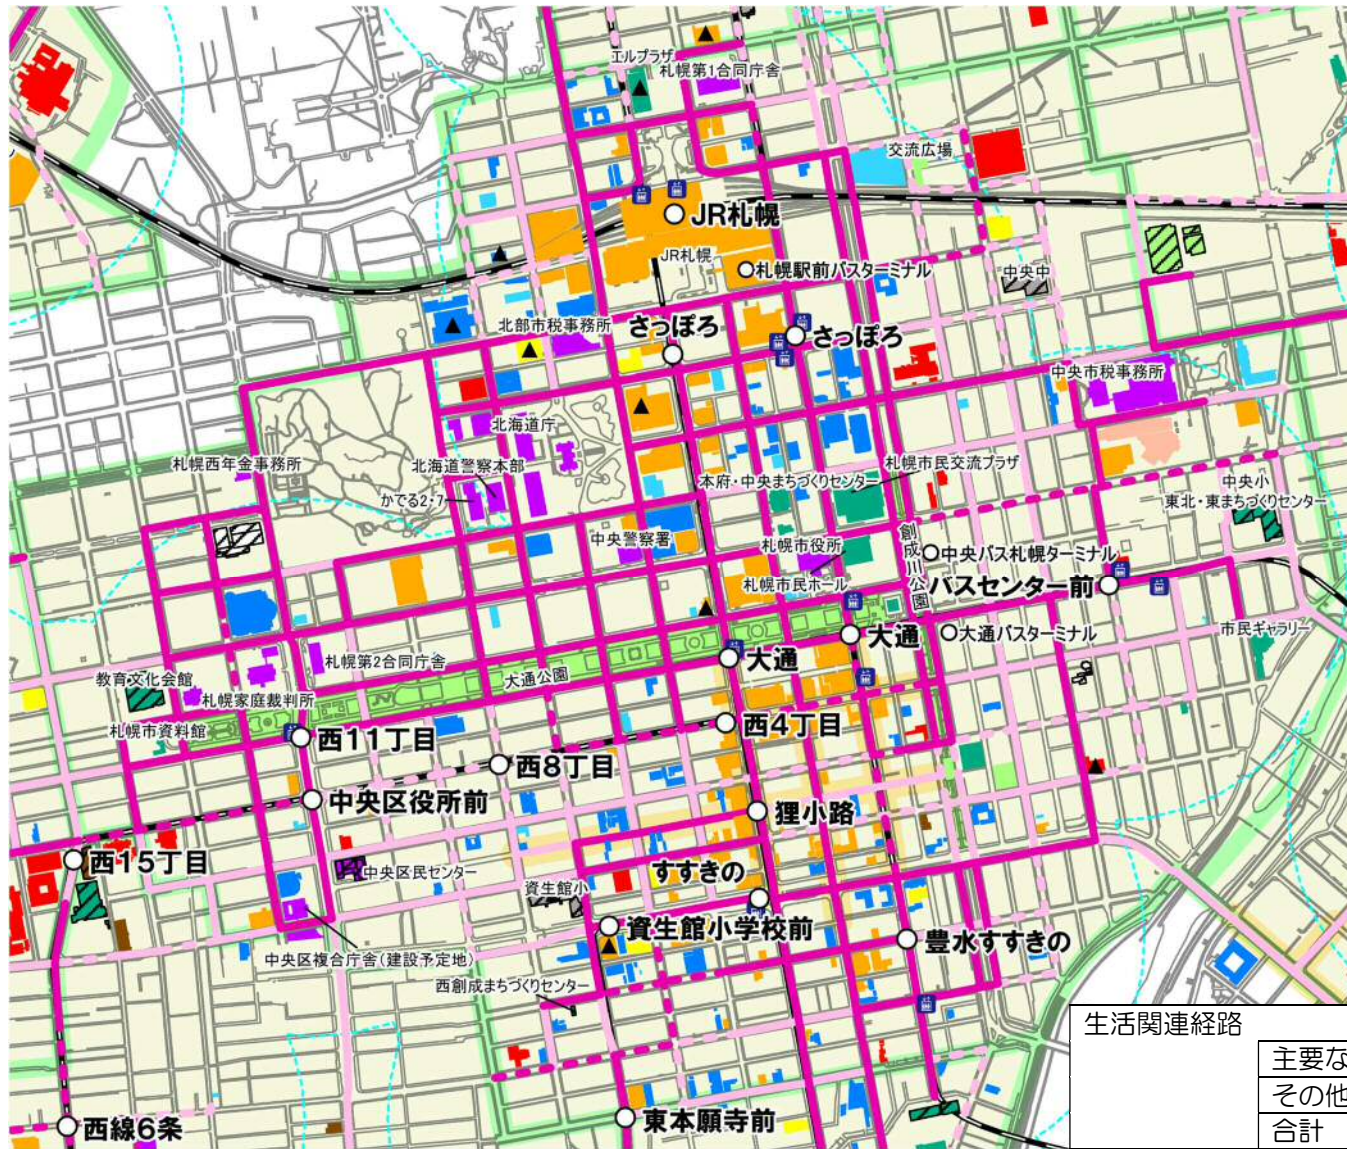 エルプラザ
札幌第1合同庁舎
交流広場
JR札幌
JR札幌
札幌駅前バスターミナル
中央中
北部市税事務所
さっぽろ
さっぽろ
中央市税事務所
北海道庁
札幌西年金事務所
北海道警察本部
札幌市民交流プラザ
本府・中央まちづくりセンター
中央小
かでる2・7
東北・東まちづくりセンター
中央警察署
札幌市役所
創成川公園
中央バス札幌ターミナル
札幌市民ホール
バスセンター前
大通
大通バスターミナル
市民ギャラリー
札幌第2合同庁舎
大通
大通公園
教育文化会館
札幌家庭裁判所
札幌市資料館
西11丁目
西4丁目
西8丁目
中央区役所前
狸小路
西15丁目
中央区民センター
すすきの
資生館小
資生館小学校前
豊水すすきの
中央区複合庁舎(建設予定地)
西創成まちづくりセンター
生活関連経路
主要な
その他
合計
東本願寺前
西線6条